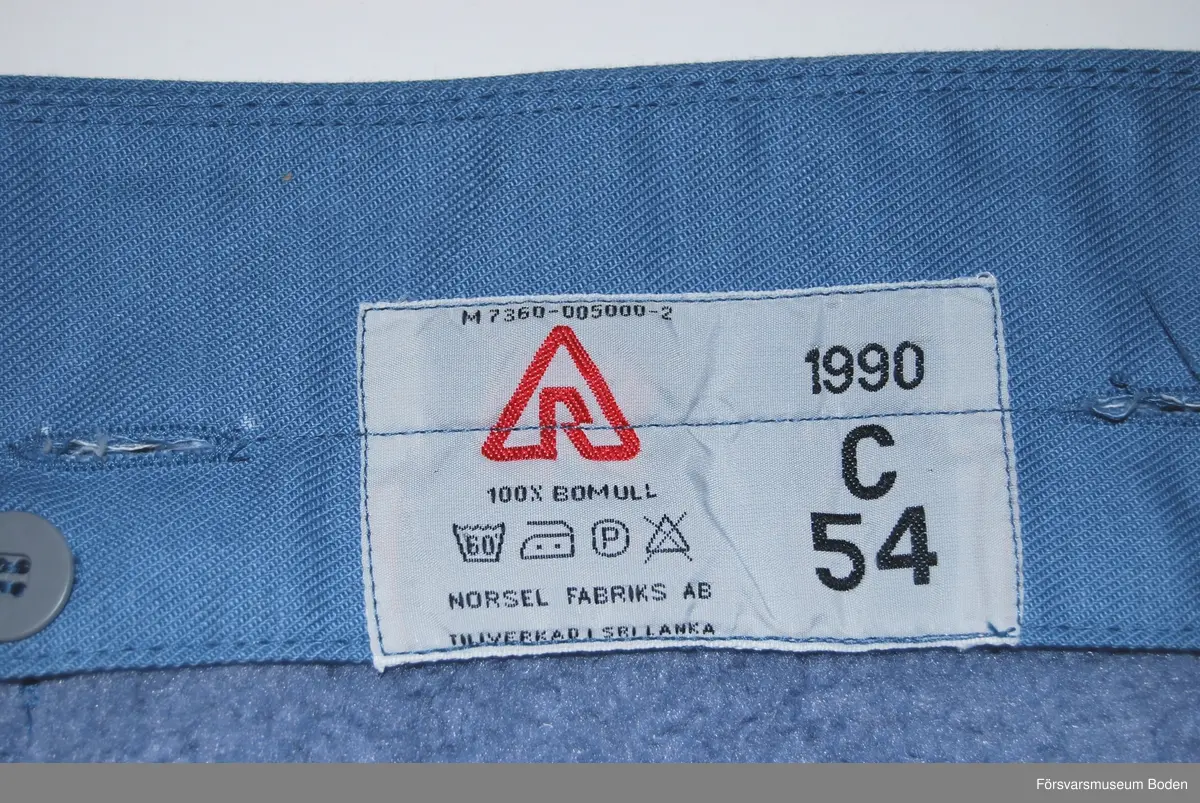 M 7360-005000-2
1990
C
54
100% BOMULL
60 P
NORSEL FABRIKS AB
TILLVERKAD I SRI LANKA
Försvarsmuseum Boden